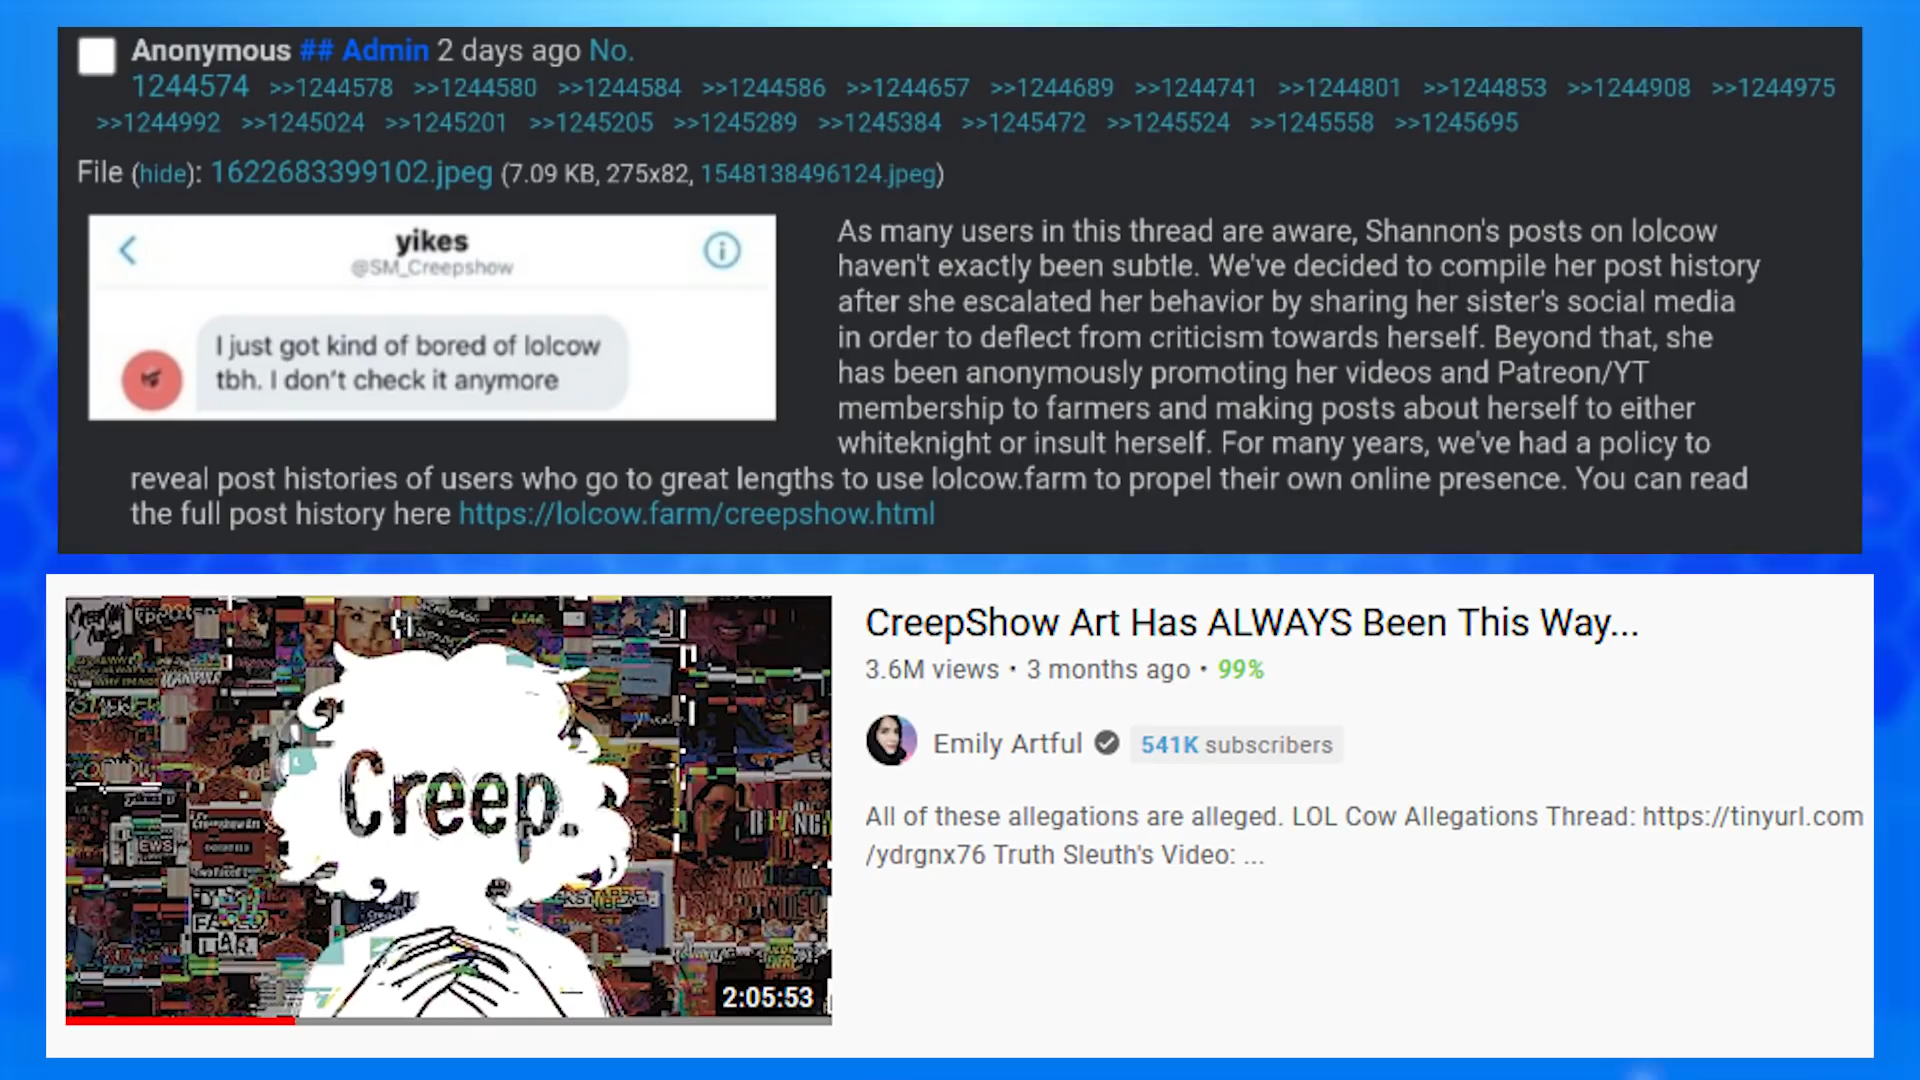 Anonymous ## Admin 2 days ago No.
1244574 >>1244578 >>1244580 >>1244584 >>1244586 >>1244657 >>1244689 >>1244741 >>1244801 >>1244853 >>1244908 >>1244975
>>1244992 >>1245024 >>1245201 >>1245205 >>1245289 >>1245384 >>1245472 >>1245524 >>1245558 >>1245695
File (hide): 1622683399102.jpeg (7.09 KB, 275x82, 1548138496124.jpeg)
yikes
@SM_Creepshow
I just got kind of bored of lolcow
tbh. I don't check it anymore
As many users in this thread are aware, Shannon's posts on lolcow
haven't exactly been subtle. We've decided to compile her post history
after she escalated her behavior by sharing her sister's social media
in order to deflect from criticism towards herself. Beyond that, she
has been anonymously promoting her videos and Patreon/YT
membership to farmers and making posts about herself to either
whiteknight or insult herself. For many years, we've had a policy to
reveal post histories of users who go to great lengths to use lolcow.farm to propel their own online presence. You can read
the full post history here https://lolcow.farm/creepshow.html
Creep.
2:05:53
CreepShow Art Has ALWAYS Been This Way...
3.6M views • 3 months ago • 99%
Emily Artful 541K subscribers
All of these allegations are alleged. LOL Cow Allegations Thread: https://tinyurl.com
/ydrgnx76 Truth Sleuth's Video: ...